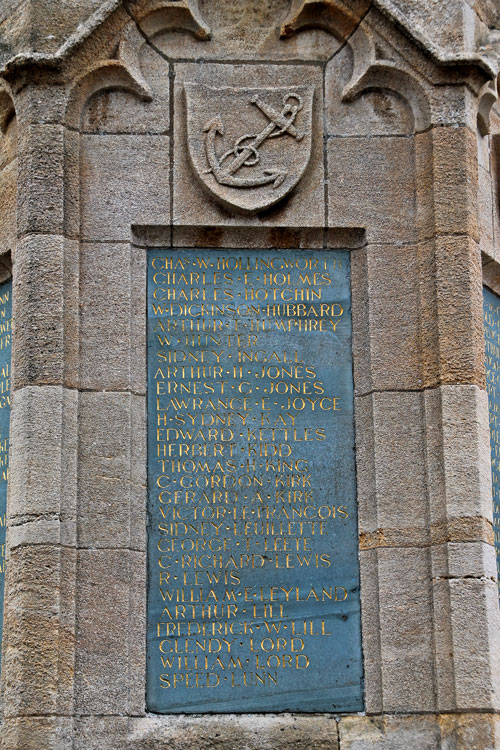 CHAS·W·HOLLINGWORTH
CHARLES·E·HOLMES
CHARLES·HOTCHIN
W·DICKINSON·HUBBARD
ARTHUR·T·HUMPHREY
W·HUNTER
SIDNEY·INGALL
ARTHUR·H·JONES
ERNEST·G·JONES
LAWRANCE·E·JOYCE
H·SYDNEY·KAY
EDWARD·KETTLES
HERBERT·KIDD
THOMAS·H·KING
C·GORDON·KIRK
GERARD·A·KIRK
VICTOR·LE·FRANÇOIS
SIDNEY·FEUILLETTE
GEORGE·T·LEETE
C·RICHARD·LEWIS
R·LEWIS
WILLIAM·E·LEYLAND
ARTHUR·LILL
FREDERICK·W·LILL
GLENDY·LORD
WILLIAM·LORD
SPEED·LUNN